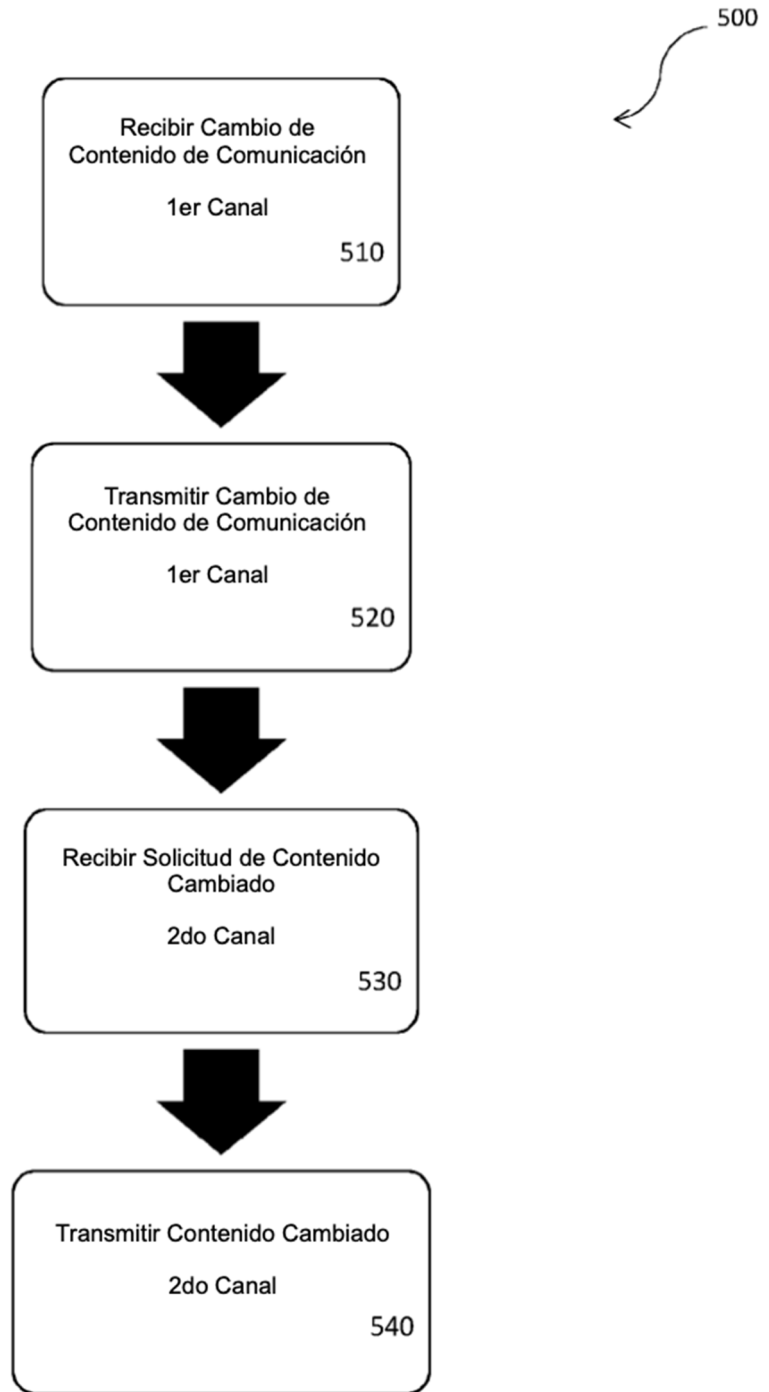 500
Recibir Cambio de
Contenido de Comunicación
1er Canal
510
Transmitir Cambio de
Contenido de Comunicación
1er Canal
520
Recibir Solicitud de Contenido
Cambiado
2do Canal
530
Transmitir Contenido Cambiado
2do Canal
540